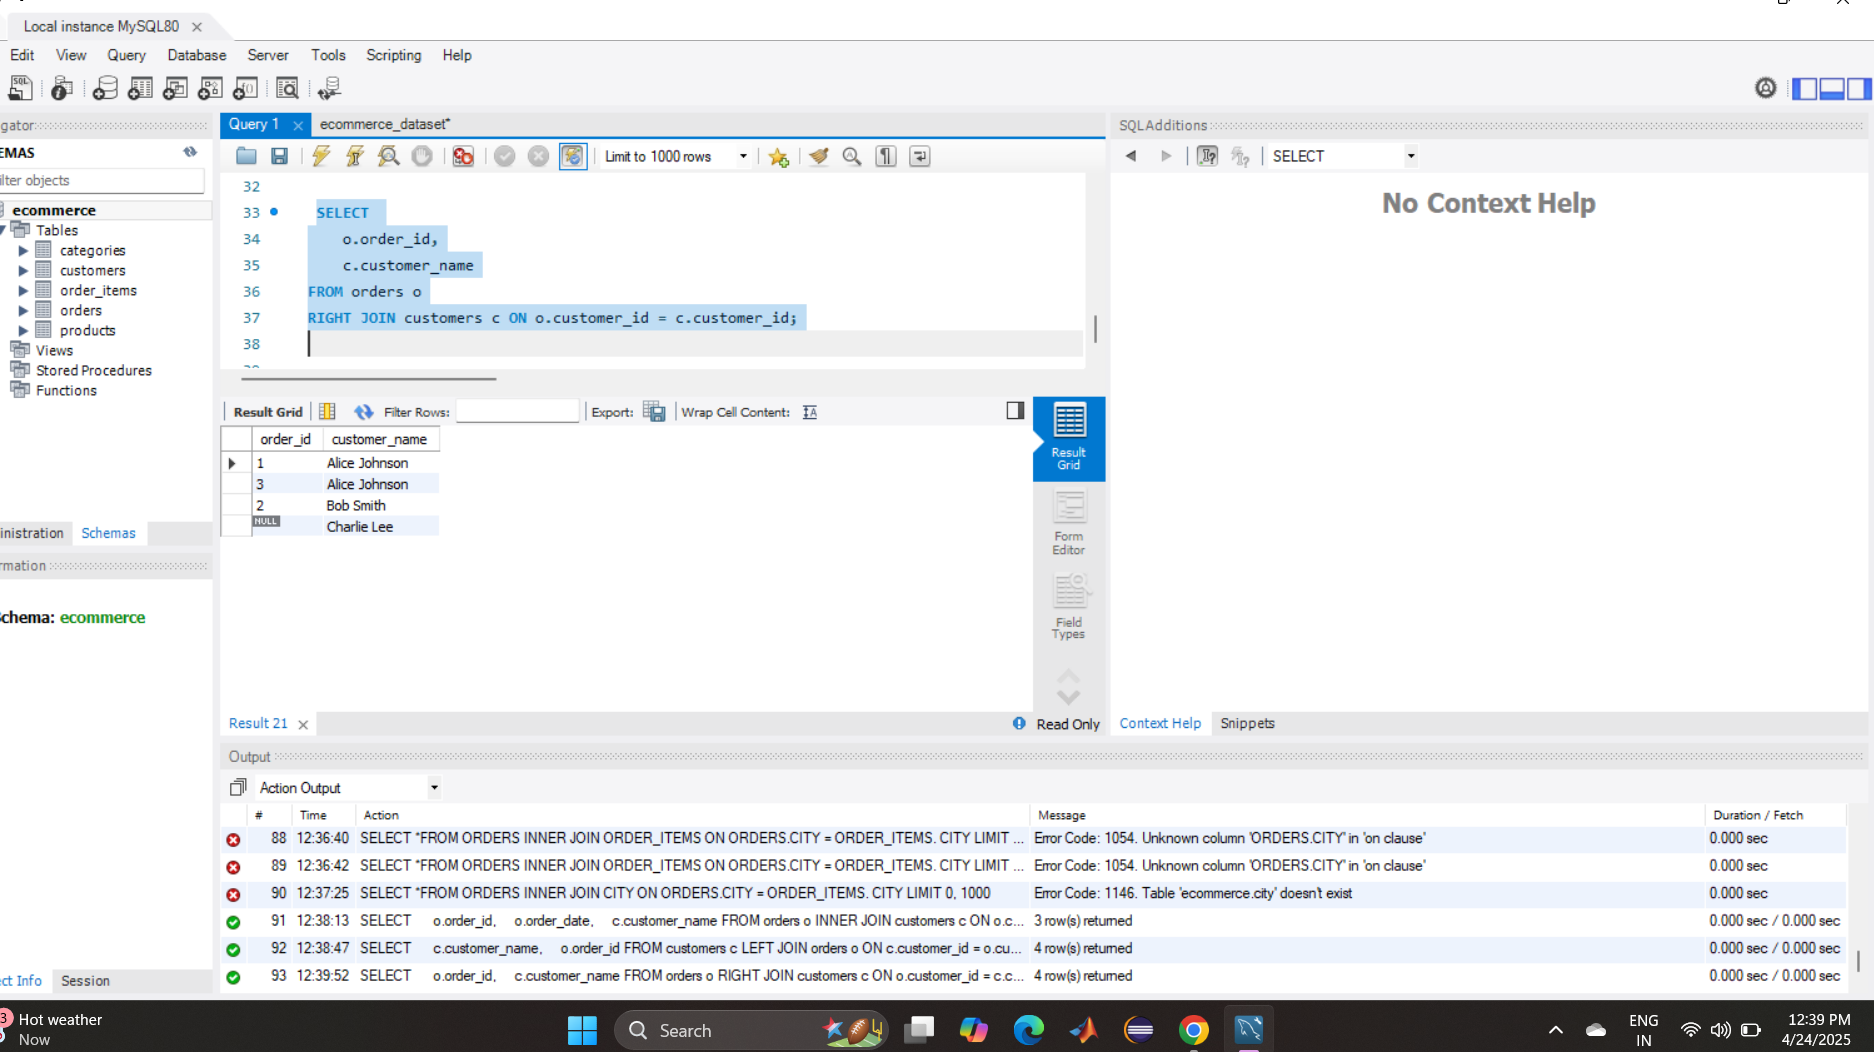 Local instance MySQL80
Edit View Query Database Server Tools Scripting Help
gator
SQLAdditions
Query 1 ecommerce_dataset*
EMAS
Limit to 1000 rows
SELECT
ilter objects
No Context Help
ecommerce
Tables
categories
customers
order_items
orders
products
Views
Stored Procedures
Functions
32
33 SELECT
34 o.order_id,
35 c.customer_name
36 FROM orders o
37 RIGHT JOIN customers c ON o.customer_id = c.customer_id;
38
Result Grid Filter Rows: Export: Wrap Cell Content:
order_id customer_name
1 Alice Johnson
3 Alice Johnson
2 Bob Smith
NULL Charlie Lee
Result
Grid
Form
Editor
Field
Types
inistration Schemas
rmation
chema: ecommerce
Result 21 Read Only
Context Help Snippets
Output
Action Output
# Time Action Message Duration / Fetch
88 12:36:40 SELECT *FROM ORDERS INNER JOIN ORDER_ITEMS ON ORDERS.CITY = ORDER_ITEMS. CITY LIMIT ... Error Code: 1054. Unknown column 'ORDERS.CITY' in 'on clause' 0.000 sec
89 12:36:42 SELECT *FROM ORDERS INNER JOIN ORDER_ITEMS ON ORDERS.CITY = ORDER_ITEMS. CITY LIMIT ... Error Code: 1054. Unknown column 'ORDERS.CITY' in 'on clause' 0.000 sec
90 12:37:25 SELECT *FROM ORDERS INNER JOIN CITY ON ORDERS.CITY = ORDER_ITEMS. CITY LIMIT 0, 1000 Error Code: 1146. Table 'ecommerce.city' doesn't exist 0.000 sec
91 12:38:13 SELECT o.order_id, o.order_date, c.customer_name FROM orders o INNER JOIN customers c ON o.c... 3 row(s) returned 0.000 sec / 0.000 sec
92 12:38:47 SELECT c.customer_name, o.order_id FROM customers c LEFT JOIN orders o ON c.customer_id = o.cu... 4 row(s) returned 0.000 sec / 0.000 sec
93 12:39:52 SELECT o.order_id, c.customer_name FROM orders o RIGHT JOIN customers c ON o.customer_id = c.c... 4 row(s) returned 0.000 sec / 0.000 sec
ct Info Session
3 Hot weather
Now
Search
ENG
IN
12:39 PM
4/24/2025